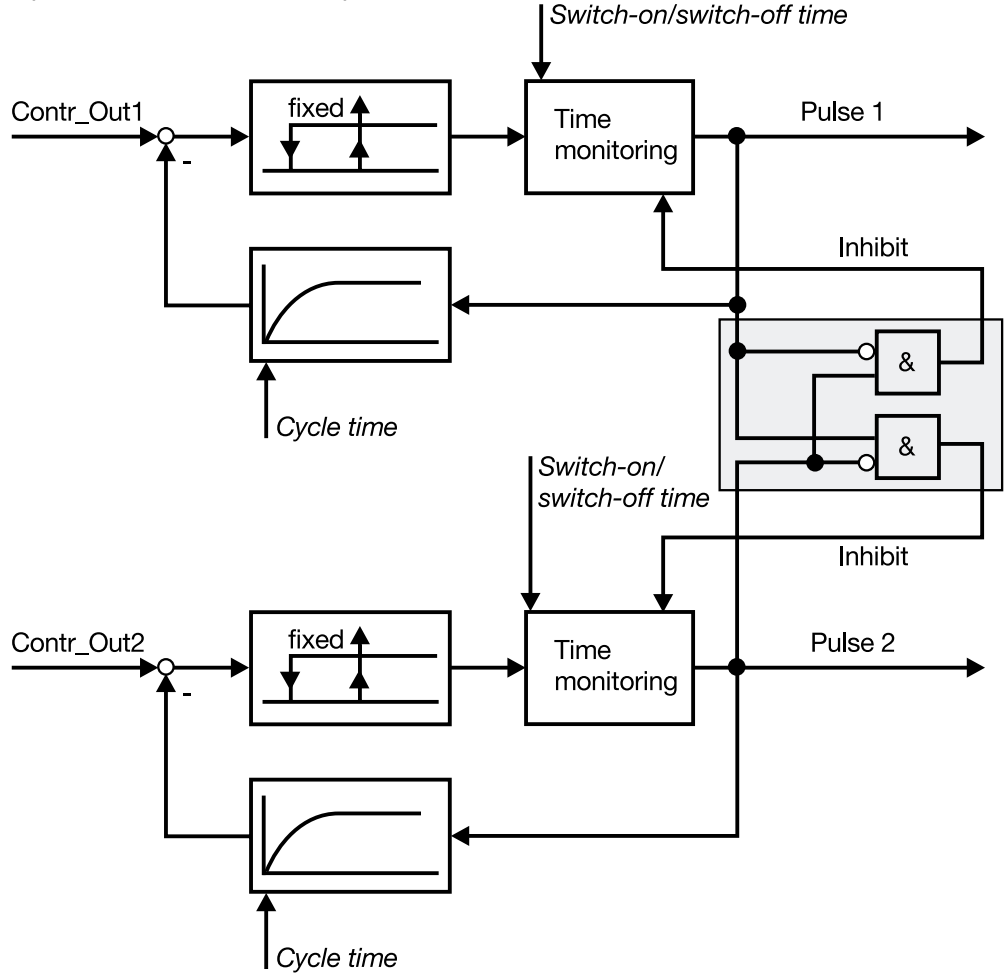 Switch-on/switch-off time
Contr_Out1
fixed
Time
monitoring
Pulse 1
-
Inhibit
&
Cycle time
&
Switch-on/
switch-off time
Inhibit
Contr_Out2
fixed
Time
monitoring
Pulse 2
-
Cycle time